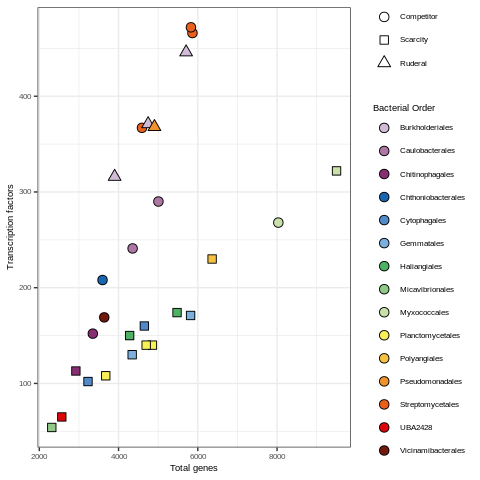 Competitor
Scarcity
Ruderal
Bacterial Order
Burkholderiales
Caulobacterales
Chitinophagales
Chthoniobacterales
Cytophagales
Gemmatales
Haliangiales
Micavibrionales
Myxococcales
Planctomycetales
Polyangiales
Pseudomonadales
Streptomycetales
UBA2428
Vicinamibacterales
Transcription factors
400
300
200
100
2000 4000 6000 8000
Total genes